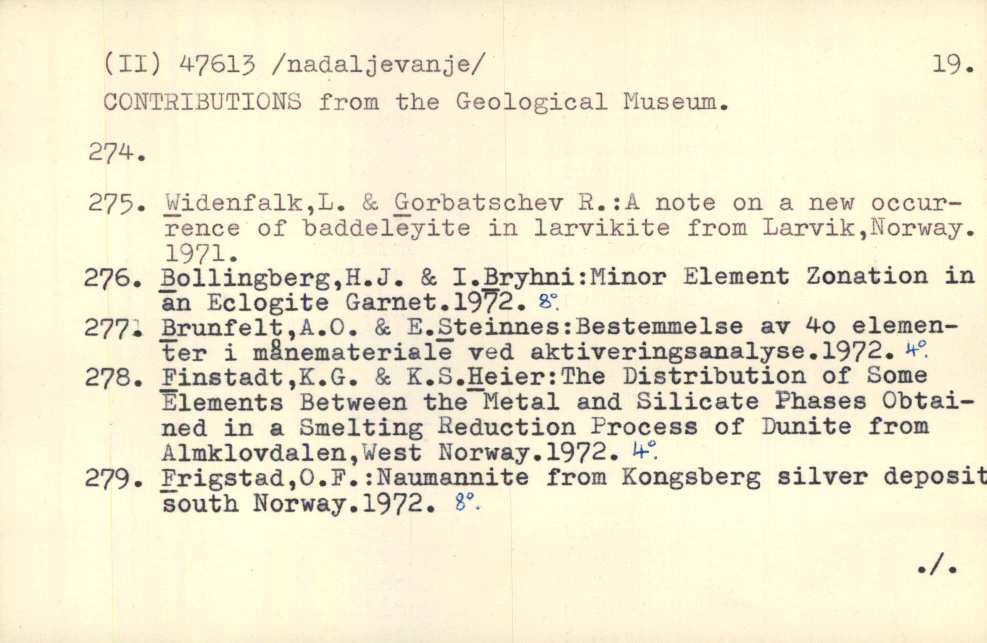 (II) 47613 /nadaljevanje/ 19.
CONTRIBUTIONS from the Geological Museum.
274.
275. Widenfalk,L. & Gorbatschev R.:A note on a new occur-
rence of baddeleyite in larvikite from Larvik,Norway.
1971.
276. Bollingberg,H.J. & I.Bryhni:Minor Element Zonation in
an Eclogite Garnet.1972. 8°.
277. Brunfelt,A.O. & E.Steinnes:Bestemmelse av 4o elemen-
ter i månemateriale ved aktiveringsanalyse.1972. 4°.
278. Finstadt,K.G. & K.S.Heier:The Distribution of Some
Elements Between the Metal and Silicate Phases Obtai-
ned in a Smelting Reduction Process of Dunite from
Almklovdalen,West Norway.1972. 4°.
279. Frigstad,O.F.:Naumannite from Kongsberg silver deposit
south Norway.1972. 8°.
./.